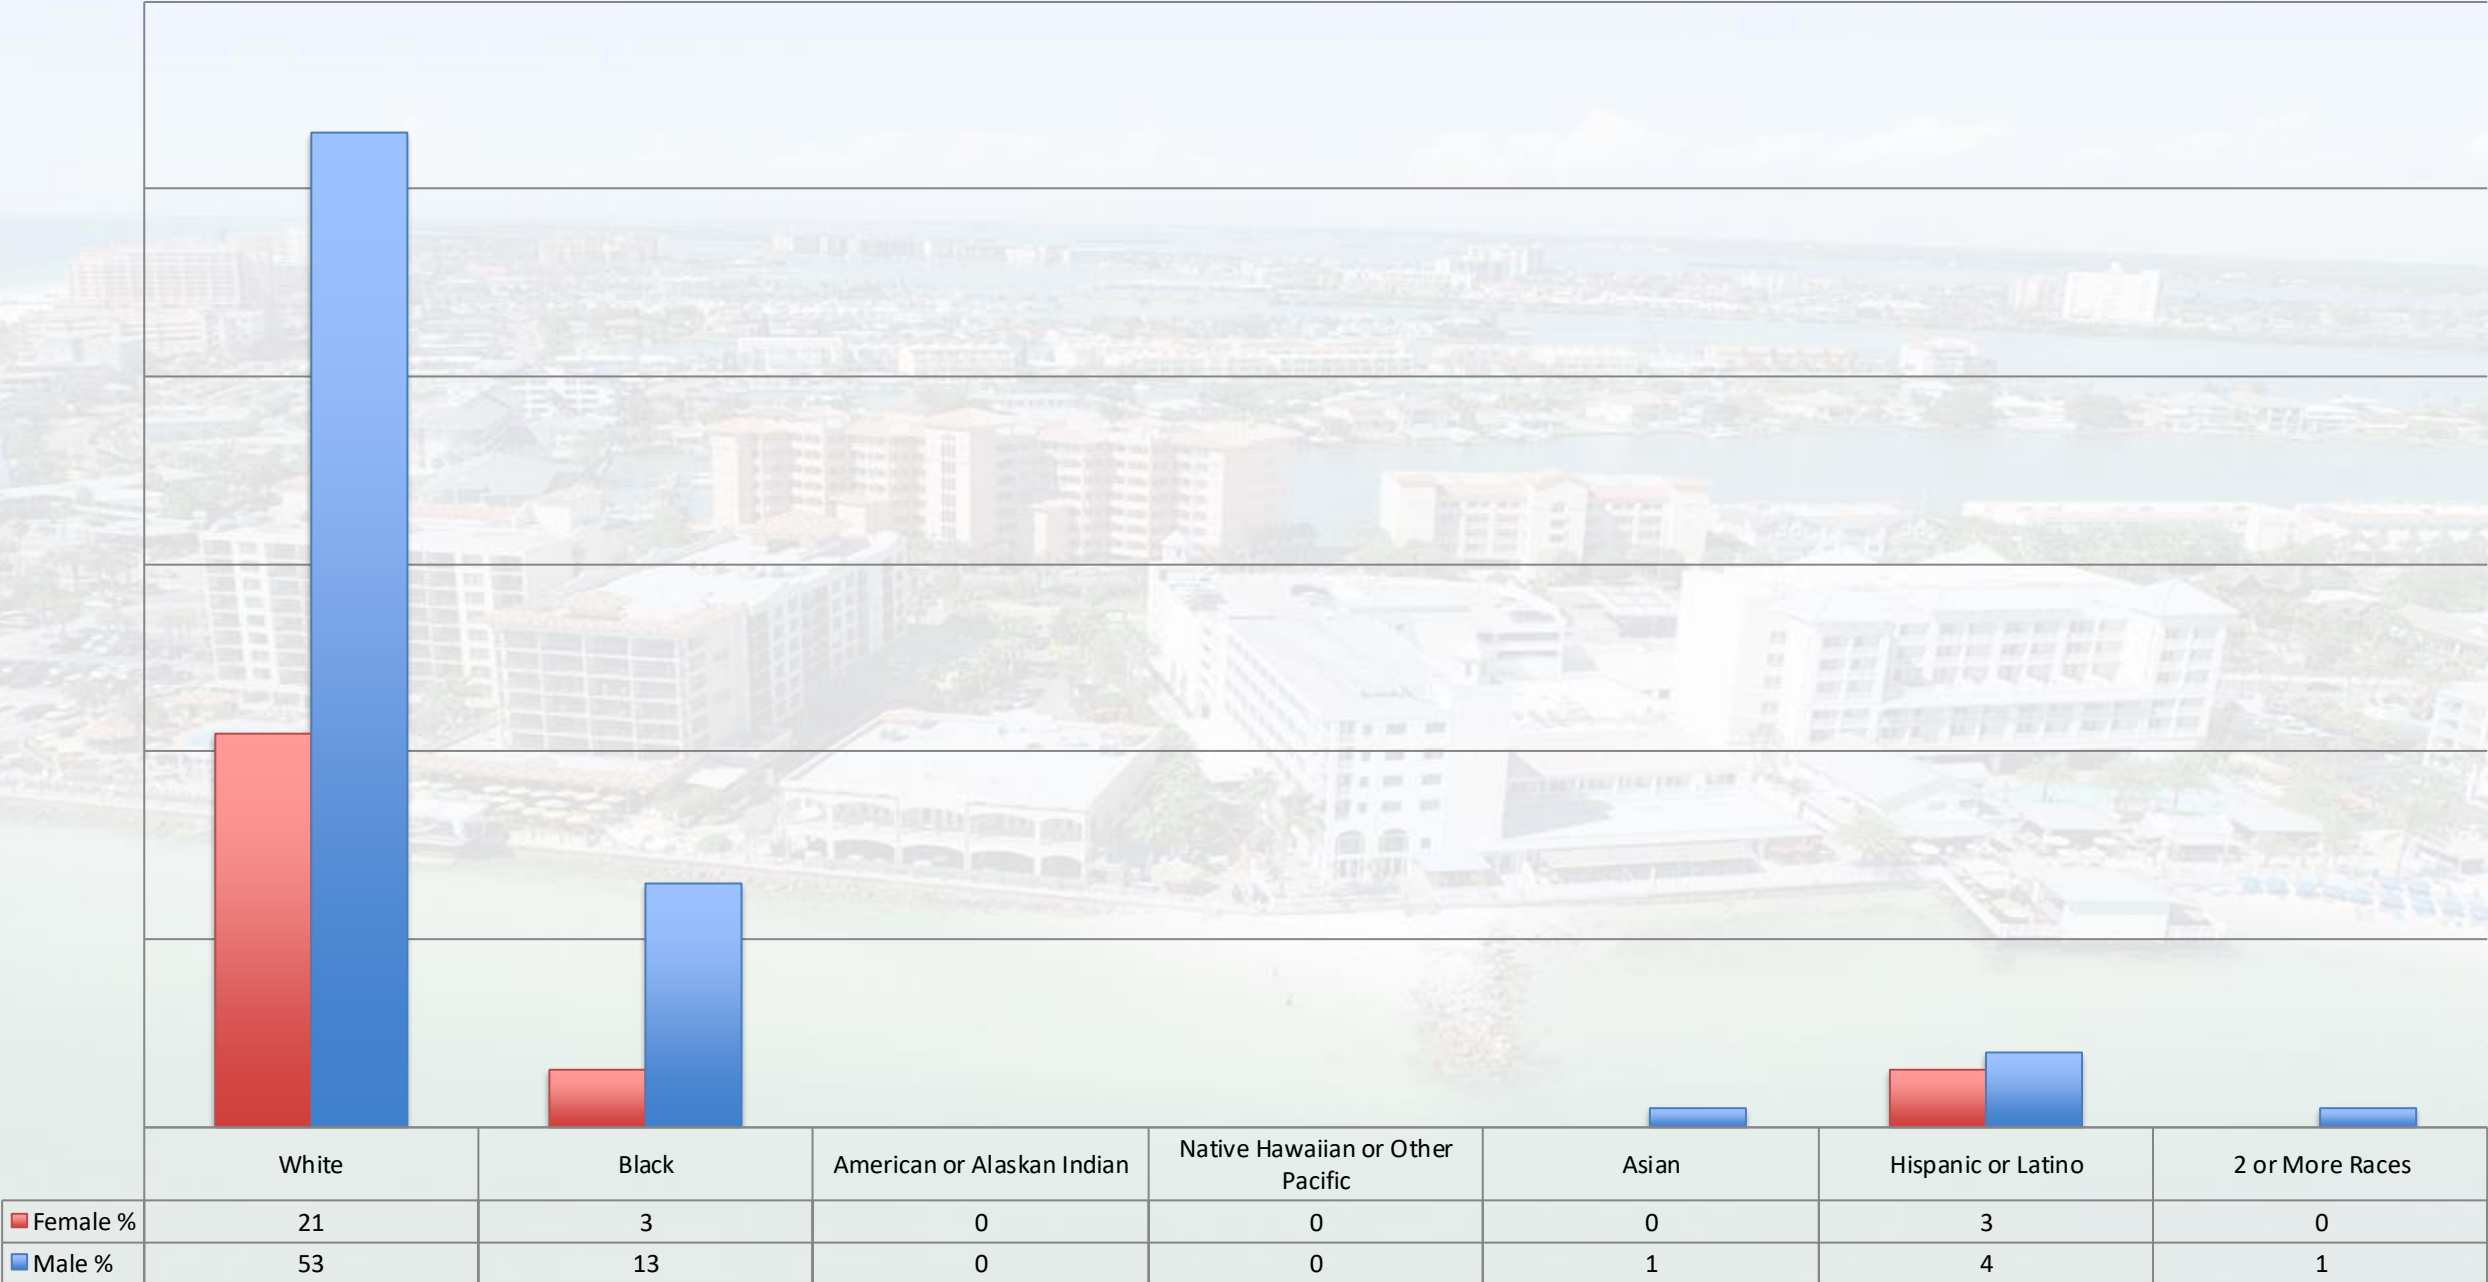 White Black American or Alaskan Indian Native Hawaiian or Other Pacific Asian Hispanic or Latino 2 or More Races
Female % 21 3 0 0 0 3 0
Male % 53 13 0 0 1 4 1